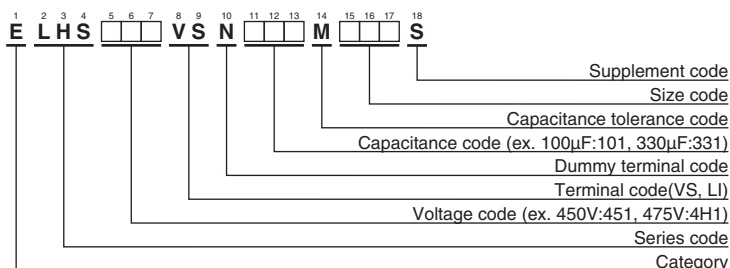 1 2 3 4 5 6 7 8 9 10 11 12 13 14 15 16 17 18
E L H S V S N M S
Supplement code
Size code
Capacitance tolerance code
Capacitance code (ex. 100μF:101, 330μF:331)
Dummy terminal code
Terminal code(VS, LI)
Voltage code (ex. 450V:451, 475V:4H1)
Series code
Category